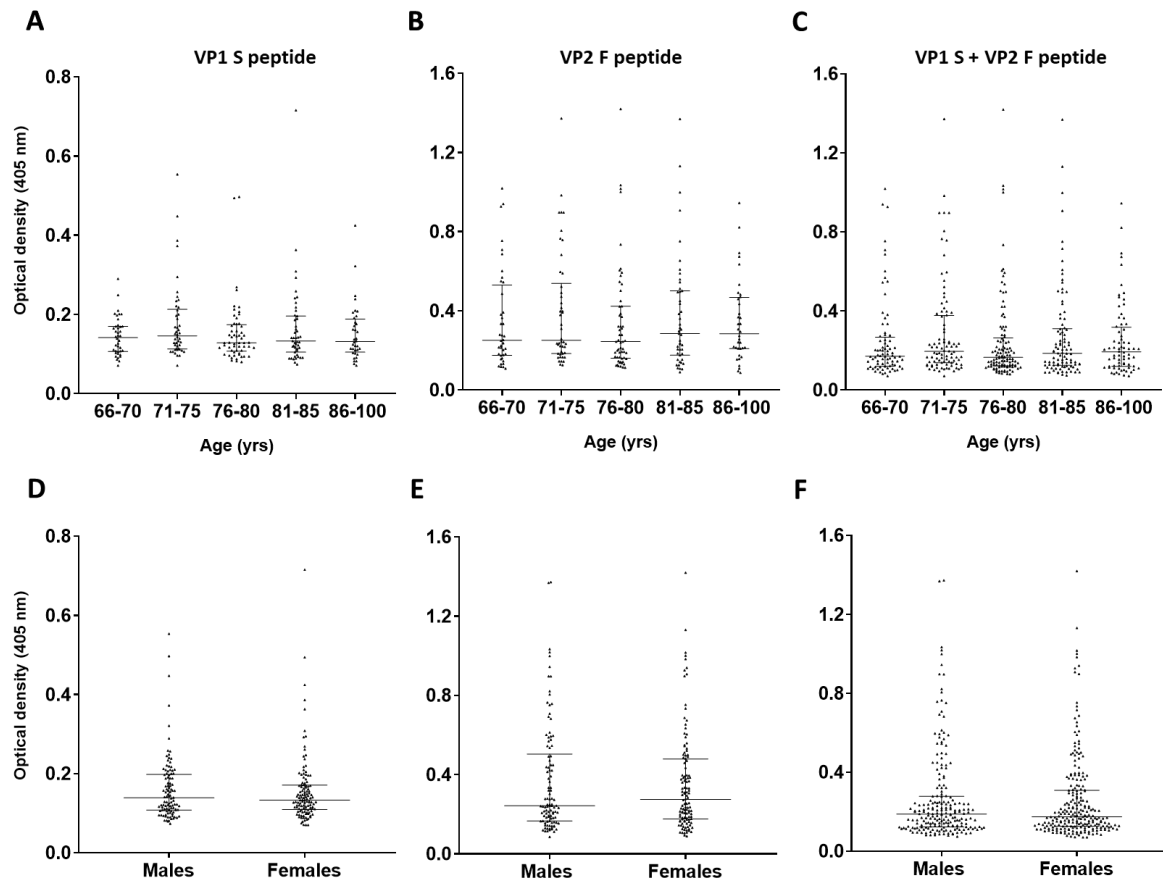 A
B
C
VP1 S peptide
VP2 F peptide
VP1 S + VP2 F peptide
Optical density (405 nm)
0.8
0.6
0.4
0.2
0.0
66-70 71-75 76-80 81-85 86-100
Age (yrs)
1.6
1.2
0.8
0.4
0.0
66-70 71-75 76-80 81-85 86-100
Age (yrs)
1.6
1.2
0.8
0.4
0.0
66-70 71-75 76-80 81-85 86-100
Age (yrs)
D
E
F
Optical density (405 nm)
0.8
0.6
0.4
0.2
0.0
Males Females
1.6
1.2
0.8
0.4
0.0
Males Females
1.6
1.2
0.8
0.4
0.0
Males Females